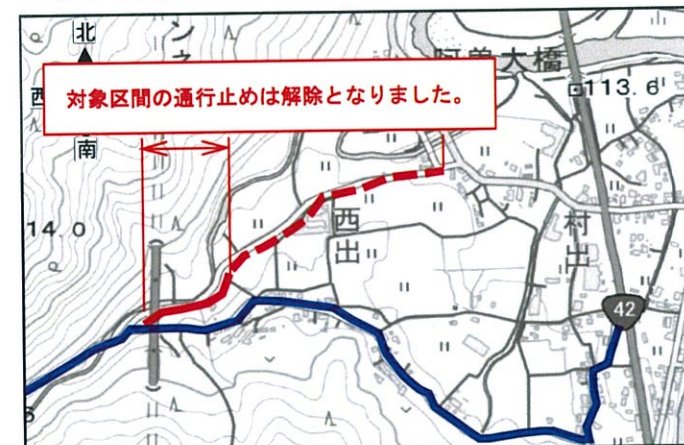 北
西
南
対象区間の通行止めは解除となりました。
阿曽大橋
113.6
14.0
西出
村出
42
6